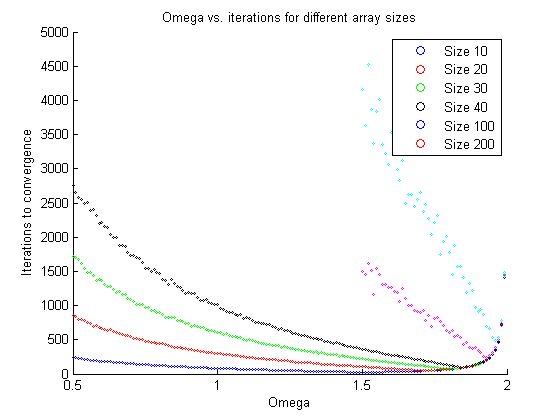 Omega vs. iterations for different array sizes
5000
4500
4000
3500
3000
2500
2000
1500
1000
500
0
Iterations to convergence
0.5
1
1.5
2
Omega
Size 10
Size 20
Size 30
Size 40
Size 100
Size 200